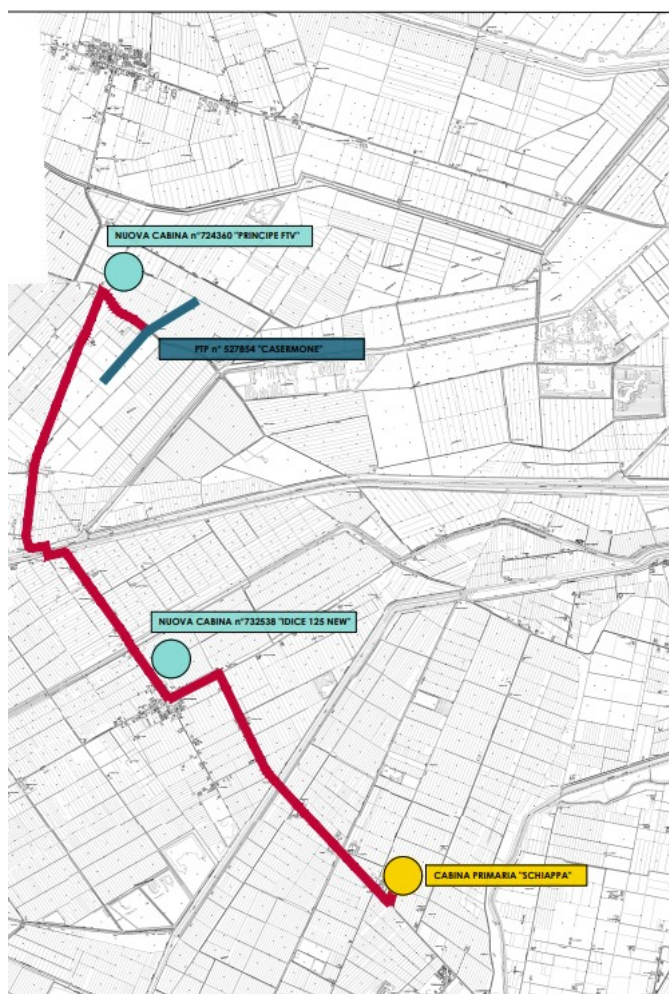 NUOVA CABINA n°724360 "PRINCIPE FTV"
PTP n° 527854 "CASERMONE"
NUOVA CABINA n°732538 "IDICE 125 NEW"
CABINA PRIMARIA "SCHIAPPA"